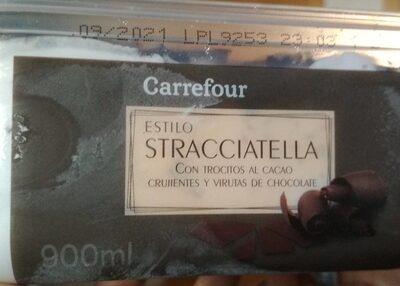 09/2021 LPL9253 23:03
Carrefour
ESTILO
STRACCIATELLA
CON TROCITOS AL CACAO
CRUJIENTES Y VIRUTAS DE CHOCOLATE
900ml